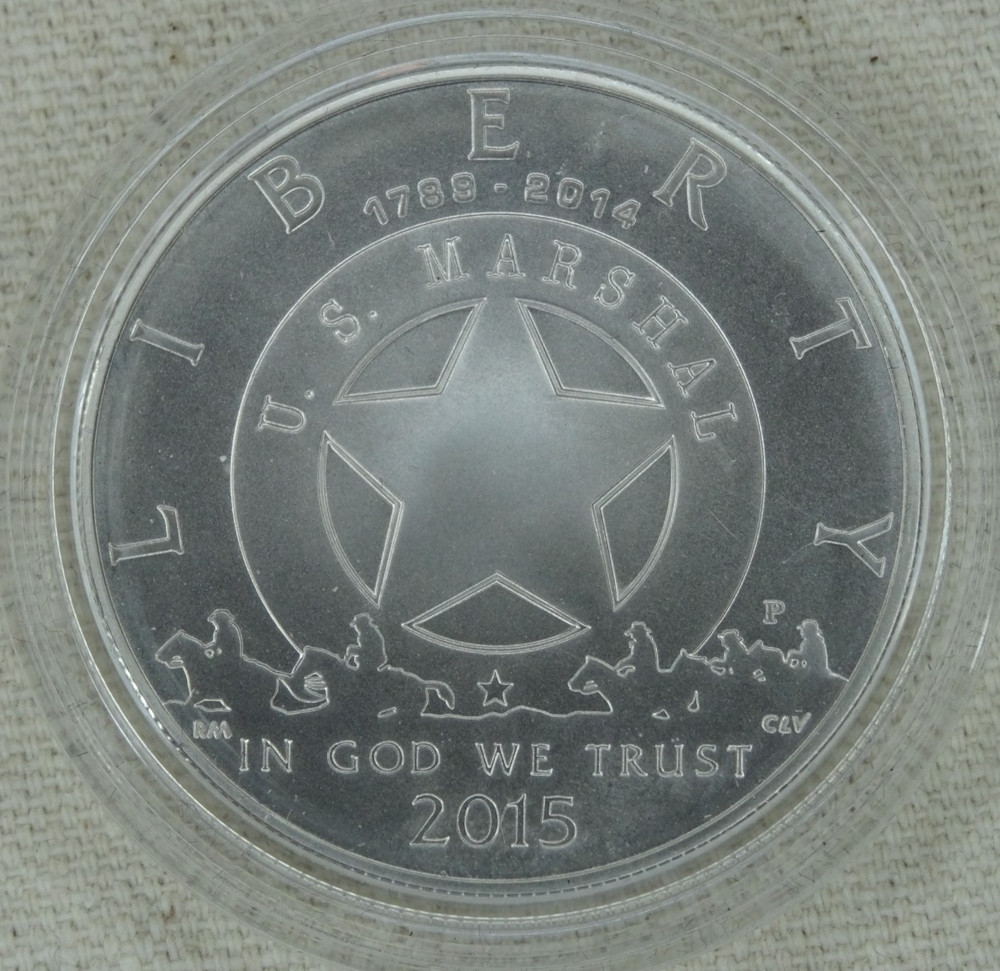 LIBERTY
1789 - 2014
U. S. MARSHAL
P
RM
CLV
IN GOD WE TRUST
2015